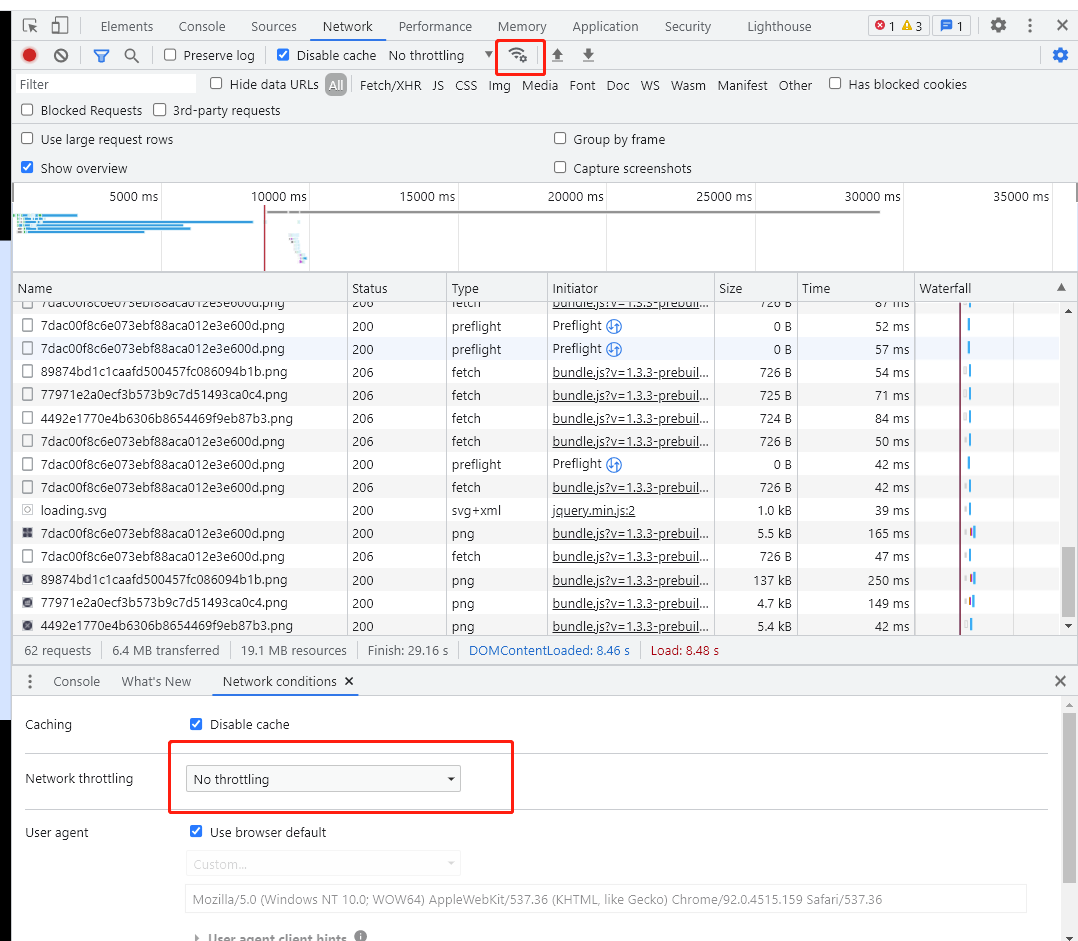 Elements Console Sources Network Performance Memory Application Security Lighthouse 1 3 1
Preserve log Disable cache No throttling
Filter Hide data URLs All Fetch/XHR JS CSS Img Media Font Doc WS Wasm Manifest Other Has blocked cookies
Blocked Requests 3rd-party requests
Use large request rows Group by frame
Show overview Capture screenshots
5000 ms 10000 ms 15000 ms 20000 ms 25000 ms 30000 ms 35000 ms
Name Status Type Initiator Size Time Waterfall
7dac00f8c6e073ebf88aca012e3e600d.png 206 fetch bundle.js?v=1.3.3-prebuil... 726 B 87 ms
7dac00f8c6e073ebf88aca012e3e600d.png 200 preflight Preflight 0 B 52 ms
7dac00f8c6e073ebf88aca012e3e600d.png 200 preflight Preflight 0 B 57 ms
89874bd1c1caafd500457fc086094b1b.png 206 fetch bundle.js?v=1.3.3-prebuil... 726 B 54 ms
77971e2a0ecf3b573b9c7d51493ca0c4.png 206 fetch bundle.js?v=1.3.3-prebuil... 725 B 71 ms
4492e1770e4b6306b8654469f9eb87b3.png 206 fetch bundle.js?v=1.3.3-prebuil... 724 B 84 ms
7dac00f8c6e073ebf88aca012e3e600d.png 206 fetch bundle.js?v=1.3.3-prebuil... 726 B 50 ms
7dac00f8c6e073ebf88aca012e3e600d.png 200 preflight Preflight 0 B 42 ms
7dac00f8c6e073ebf88aca012e3e600d.png 206 fetch bundle.js?v=1.3.3-prebuil... 726 B 42 ms
loading.svg 200 svg+xml jquery.min.js:2 1.0 kB 39 ms
7dac00f8c6e073ebf88aca012e3e600d.png 200 png bundle.js?v=1.3.3-prebuil... 5.5 kB 165 ms
7dac00f8c6e073ebf88aca012e3e600d.png 206 fetch bundle.js?v=1.3.3-prebuil... 726 B 47 ms
89874bd1c1caafd500457fc086094b1b.png 200 png bundle.js?v=1.3.3-prebuil... 137 kB 250 ms
77971e2a0ecf3b573b9c7d51493ca0c4.png 200 png bundle.js?v=1.3.3-prebuil... 4.7 kB 149 ms
4492e1770e4b6306b8654469f9eb87b3.png 200 png bundle.js?v=1.3.3-prebuil... 5.4 kB 42 ms
62 requests 6.4 MB transferred 19.1 MB resources Finish: 29.16 s DOMContentLoaded: 8.46 s Load: 8.48 s
Console What's New Network conditions
Caching Disable cache
Network throttling No throttling
User agent Use browser default
Custom...
Mozilla/5.0 (Windows NT 10.0; WOW64) AppleWebKit/537.36 (KHTML, like Gecko) Chrome/92.0.4515.159 Safari/537.36
User agent client hints